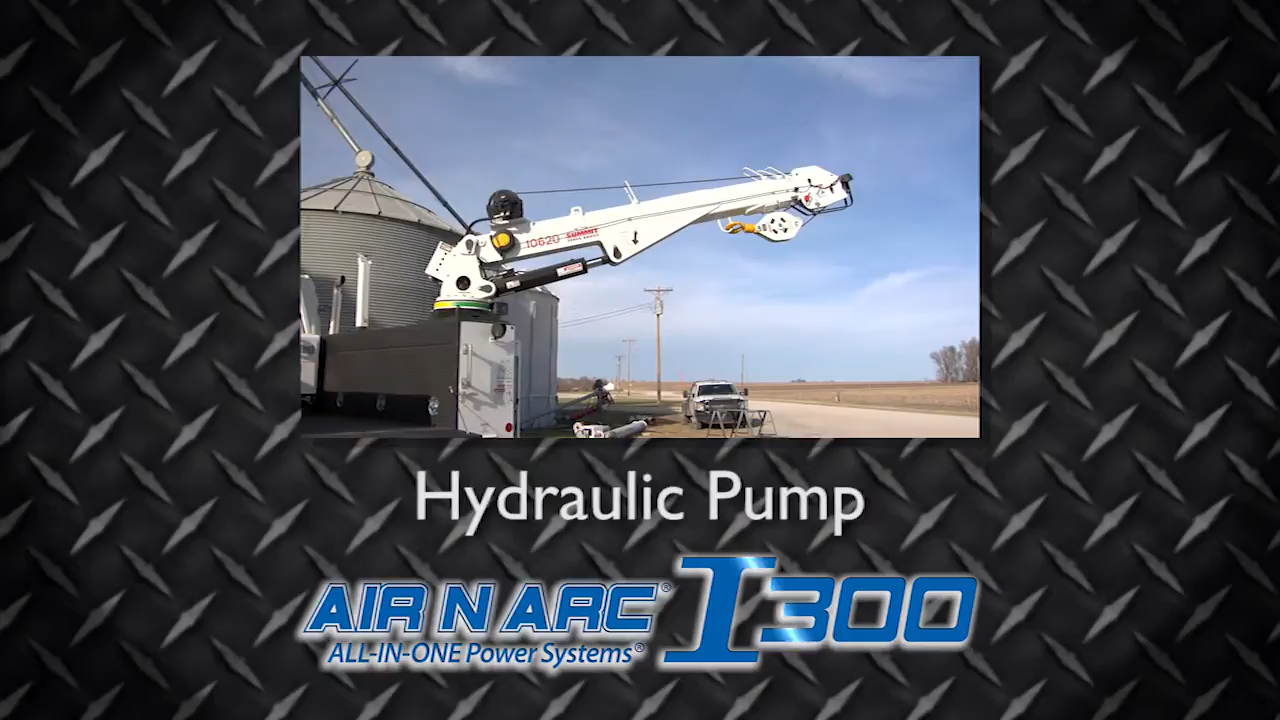 10620 SUMMIT
Hydraulic Pump
AIR N ARC® I300
ALL-IN-ONE Power Systems®